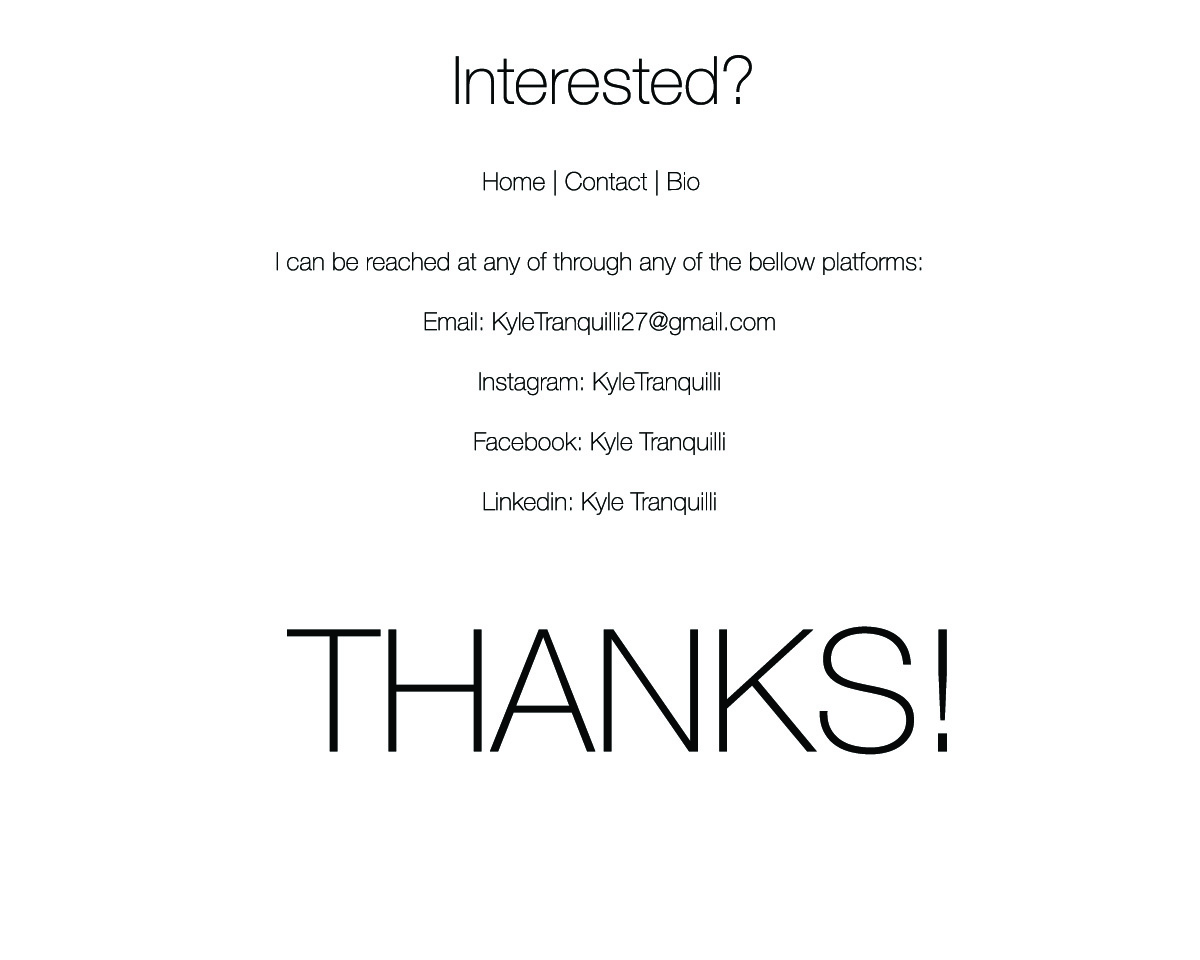 Interested?
Home | Contact | Bio
I can be reached at any of through any of the bellow platforms:
Email: KyleTranquilli27@gmail.com
Instagram: KyleTranquilli
Facebook: Kyle Tranquilli
Linkedin: Kyle Tranquilli
THANKS!